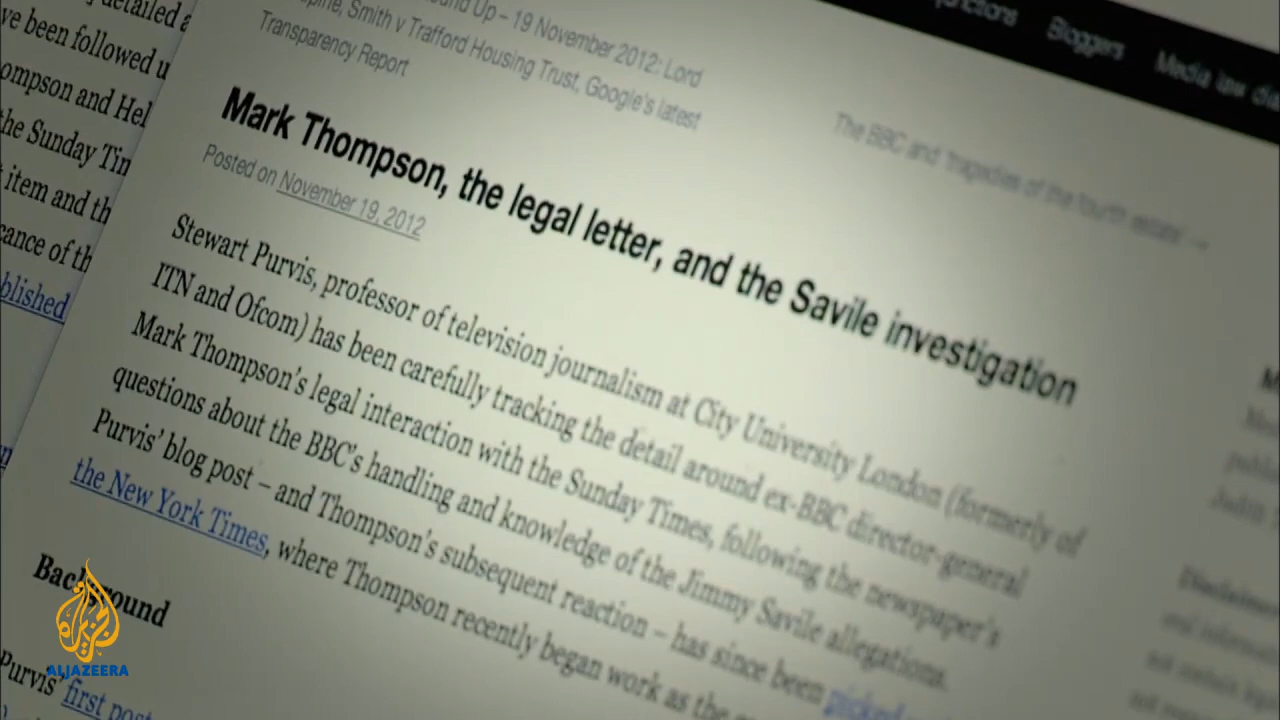 detailed
ve been followed
ompson and Hel
the Sunday Tim
item and th
cance of th
blished
und Up – 19 November 2012: Lord
pine, Smith v Trafford Housing Trust, Google's latest
Transparency Report
Bloggers
Media law
The BBC and Tragedies of the fourth estate →
Mark Thompson, the legal letter, and the Savile investigation
Posted on November 19, 2012
Stewart Purvis, professor of television journalism at City University London (formerly of
ITN and Ofcom) has been carefully tracking the detail around ex-BBC director-general
Mark Thompson's legal interaction with the Sunday Times, following the newspaper's
questions about the BBC's handling and knowledge of the Jimmy Savile allegations.
Purvis' blog post – and Thompson's subsequent reaction – has since been picked
the New York Times, where Thompson recently began work as the
Background
Purvis' first post
ALJAZEERA